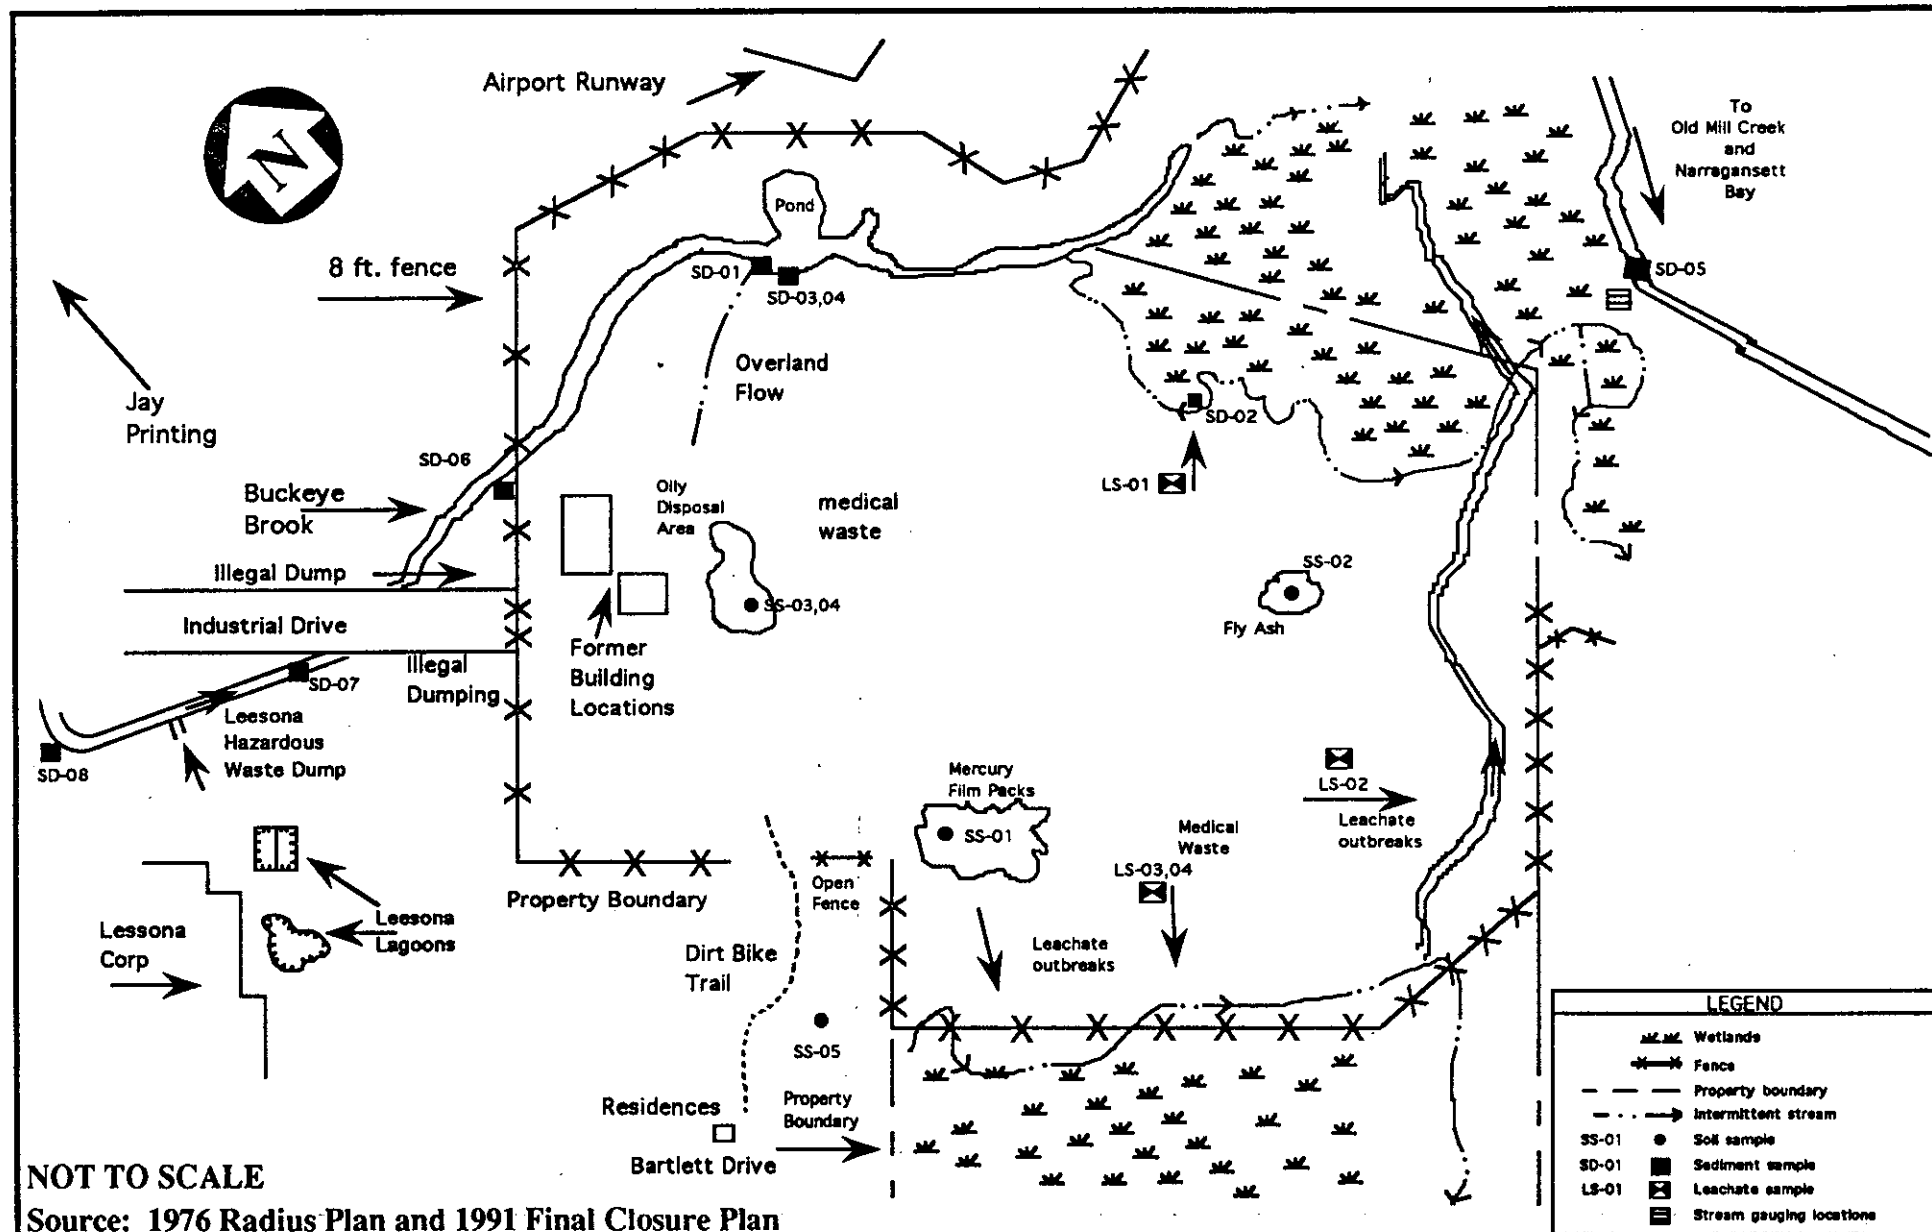 Airport Runway
To
Old Mill Creek
and
Narragansett
Bay
N
Pond
8 ft. fence
SD-01
SD-03,04
SD-05
Overland
Flow
Jay
Printing
SD-02
SD-06
LS-01
Buckeye
Brook
Oily
Disposal
Area
medical
waste
Illegal Dump
SS-02
SS-03,04
Industrial Drive
Fly Ash
Former
Building
Locations
Illegal
Dumping
SD-07
Leesona
Hazardous
Waste Dump
SD-08
Mercury
Film Packs
SS-01
LS-02
Leachate
outbreaks
Medical
Waste
LS-03,04
Open
Fence
Property Boundary
Leesona
Lagoons
Lessona
Corp
Dirt Bike
Trail
Leachate
outbreaks
SS-05
Residences
Property
Boundary
Bartlett Drive
LEGEND
Wetlands
Fence
Property boundary
Intermittent stream
SS-01 Soil sample
SD-01 Sediment sample
LS-01 Leachate sample
Stream gauging locations
NOT TO SCALE
Source: 1976 Radius Plan and 1991 Final Closure Plan